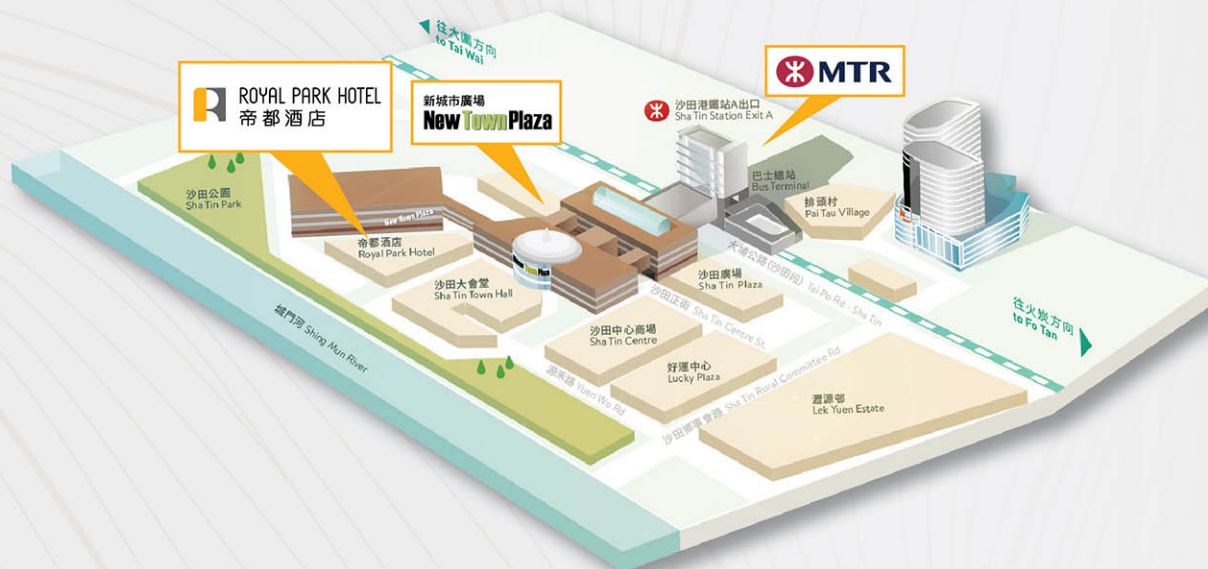 往大圍方向
to Tai Wai
ROYAL PARK HOTEL
帝都酒店
新城市廣場
New Town Plaza
MTR
沙田港鐵站A出口
Sha Tin Station Exit A
巴士總站
Bus Terminal
排頭村
Pai Tau Village
沙田公園
Sha Tin Park
New Town Plaza
帝都酒店
Royal Park Hotel
New Town Plaza
沙田大會堂
Sha Tin Town Hall
大埔公路(沙田段) Tai Po Rd - Sha Tin
沙田廣場
Sha Tin Plaza
沙田正街 Sha Tin Centre St.
往火炭方向
to Fo Tan
城門河 Shing Mun River
沙田中心商場
Sha Tin Centre
好運中心
Lucky Plaza
源禾路 Yuen Wo Rd
沙田鄉事會路 Sha Tin Rural Committee Rd
瀝源邨
Lek Yuen Estate